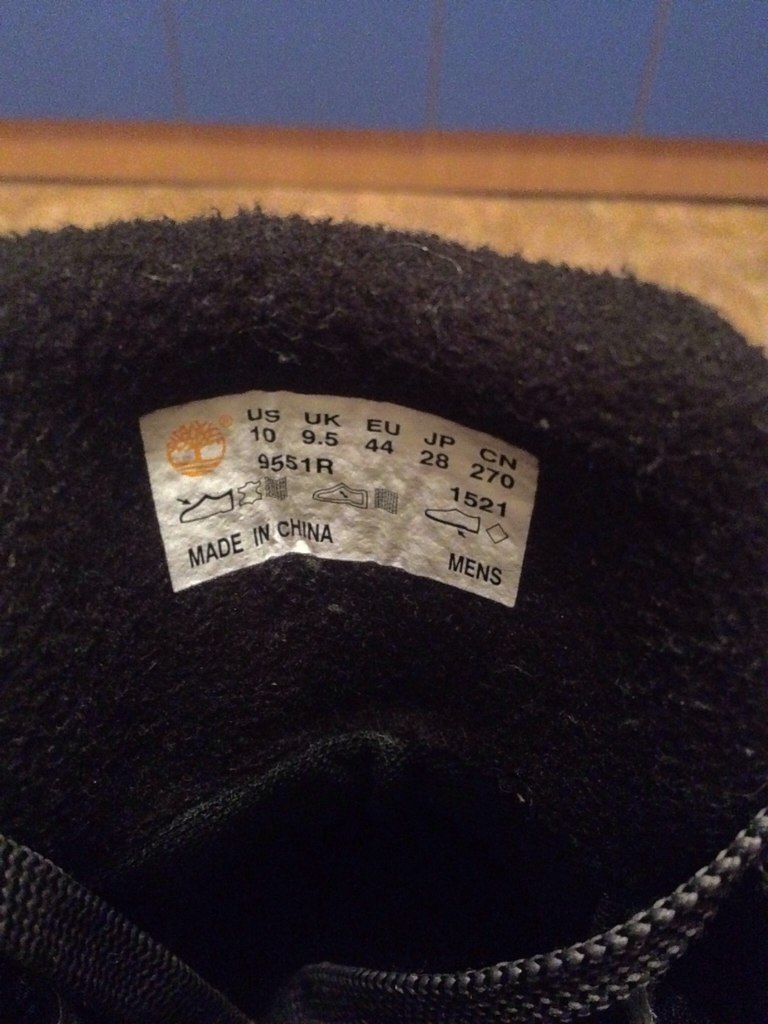 US UK EU JP CN
10 9.5 44 28 270
9551R 1521
MADE IN CHINA MENS